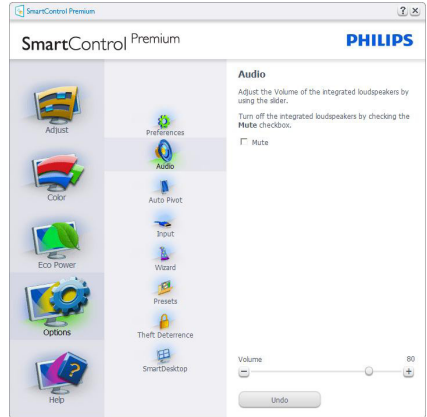 SmartControl Premium
? ×
SmartControl Premium
PHILIPS
Adjust
Color
Eco Power
Options
Help
Preferences
Audio
Auto Pivot
Input
Wizard
Presets
Theft Deterrence
SmartDesktop
Audio
Adjust the Volume of the integrated loudspeakers by
using the slider.
Turn off the integrated loudspeakers by checking the
Mute checkbox.
Mute
Volume 80
Undo